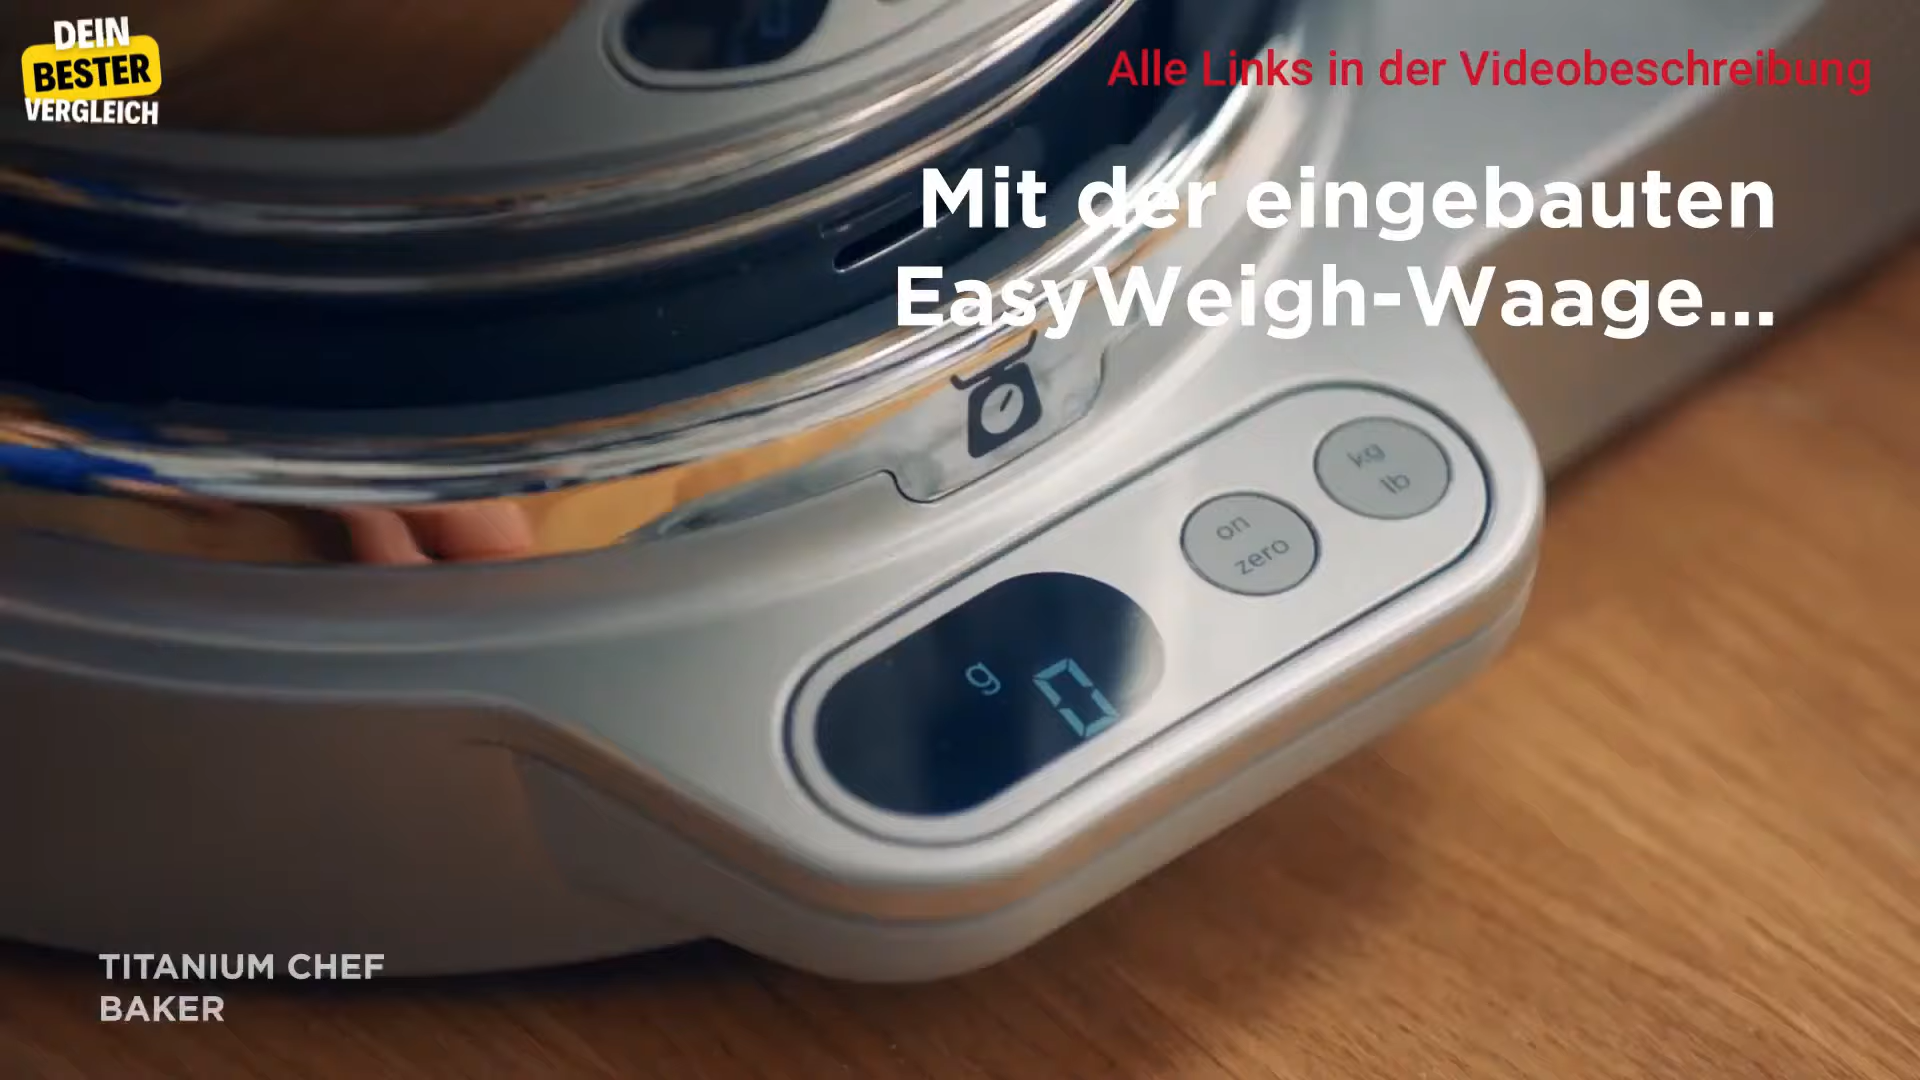 DEIN
BESTER
VERGLEICH
Alle Links in der Videobeschreibung
Mit der eingebauten
EasyWeigh-Waage...
kg
lb
on
zero
g 0
TITANIUM CHEF
BAKER